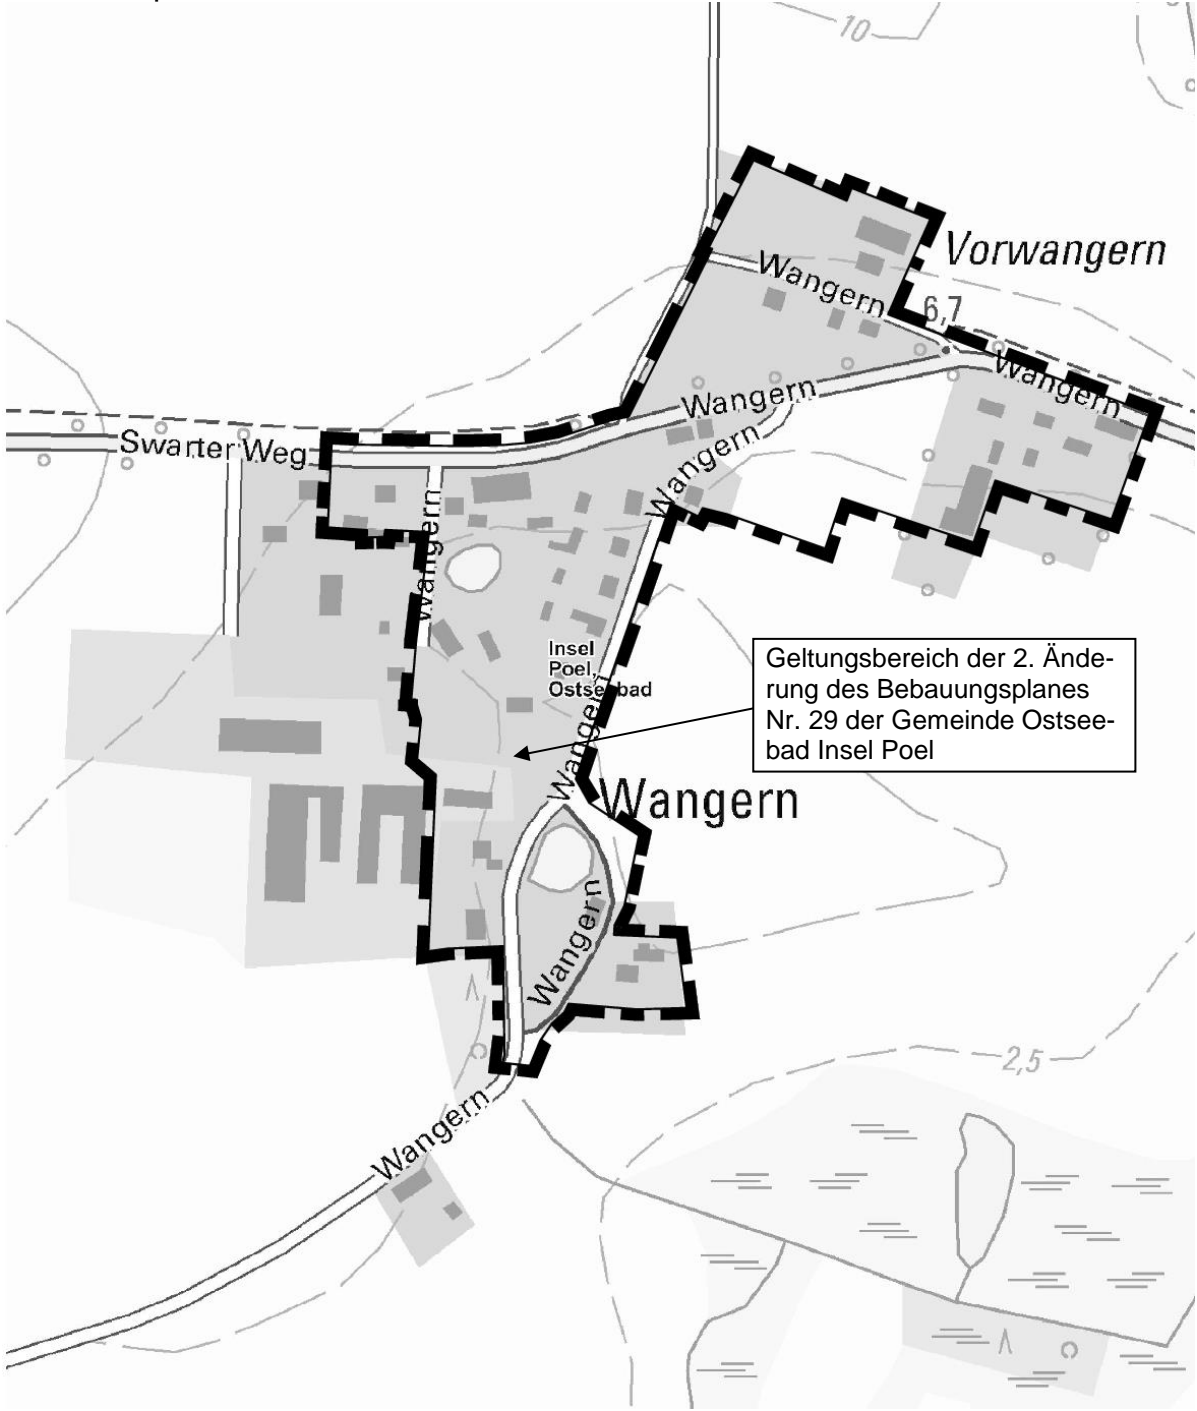 10
Vorwangern
Wangern
6,7
Wangern
Wangern
Swarter Weg
Wangern
Wangern
Insel
Poel,
Ostseebad
Geltungsbereich der 2. Ände-
rung des Bebauungsplanes
Nr. 29 der Gemeinde Ostsee-
bad Insel Poel
Wangern
Wangern
Wangern
2,5
Wangern